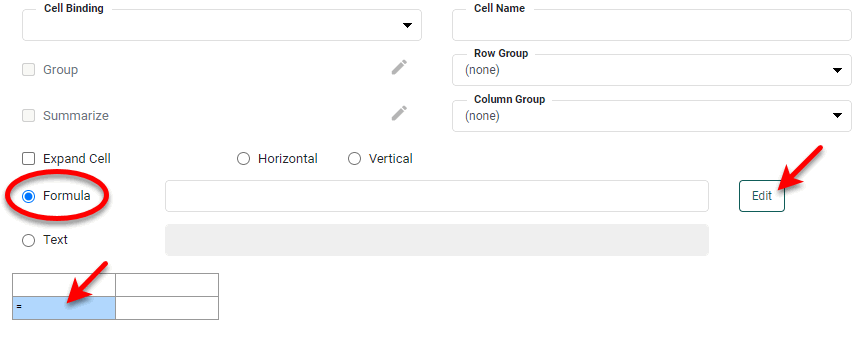 Cell Binding
Cell Name
Group
Row Group
(none)
Summarize
Column Group
(none)
Expand Cell Horizontal Vertical
Formula Edit
Text
=